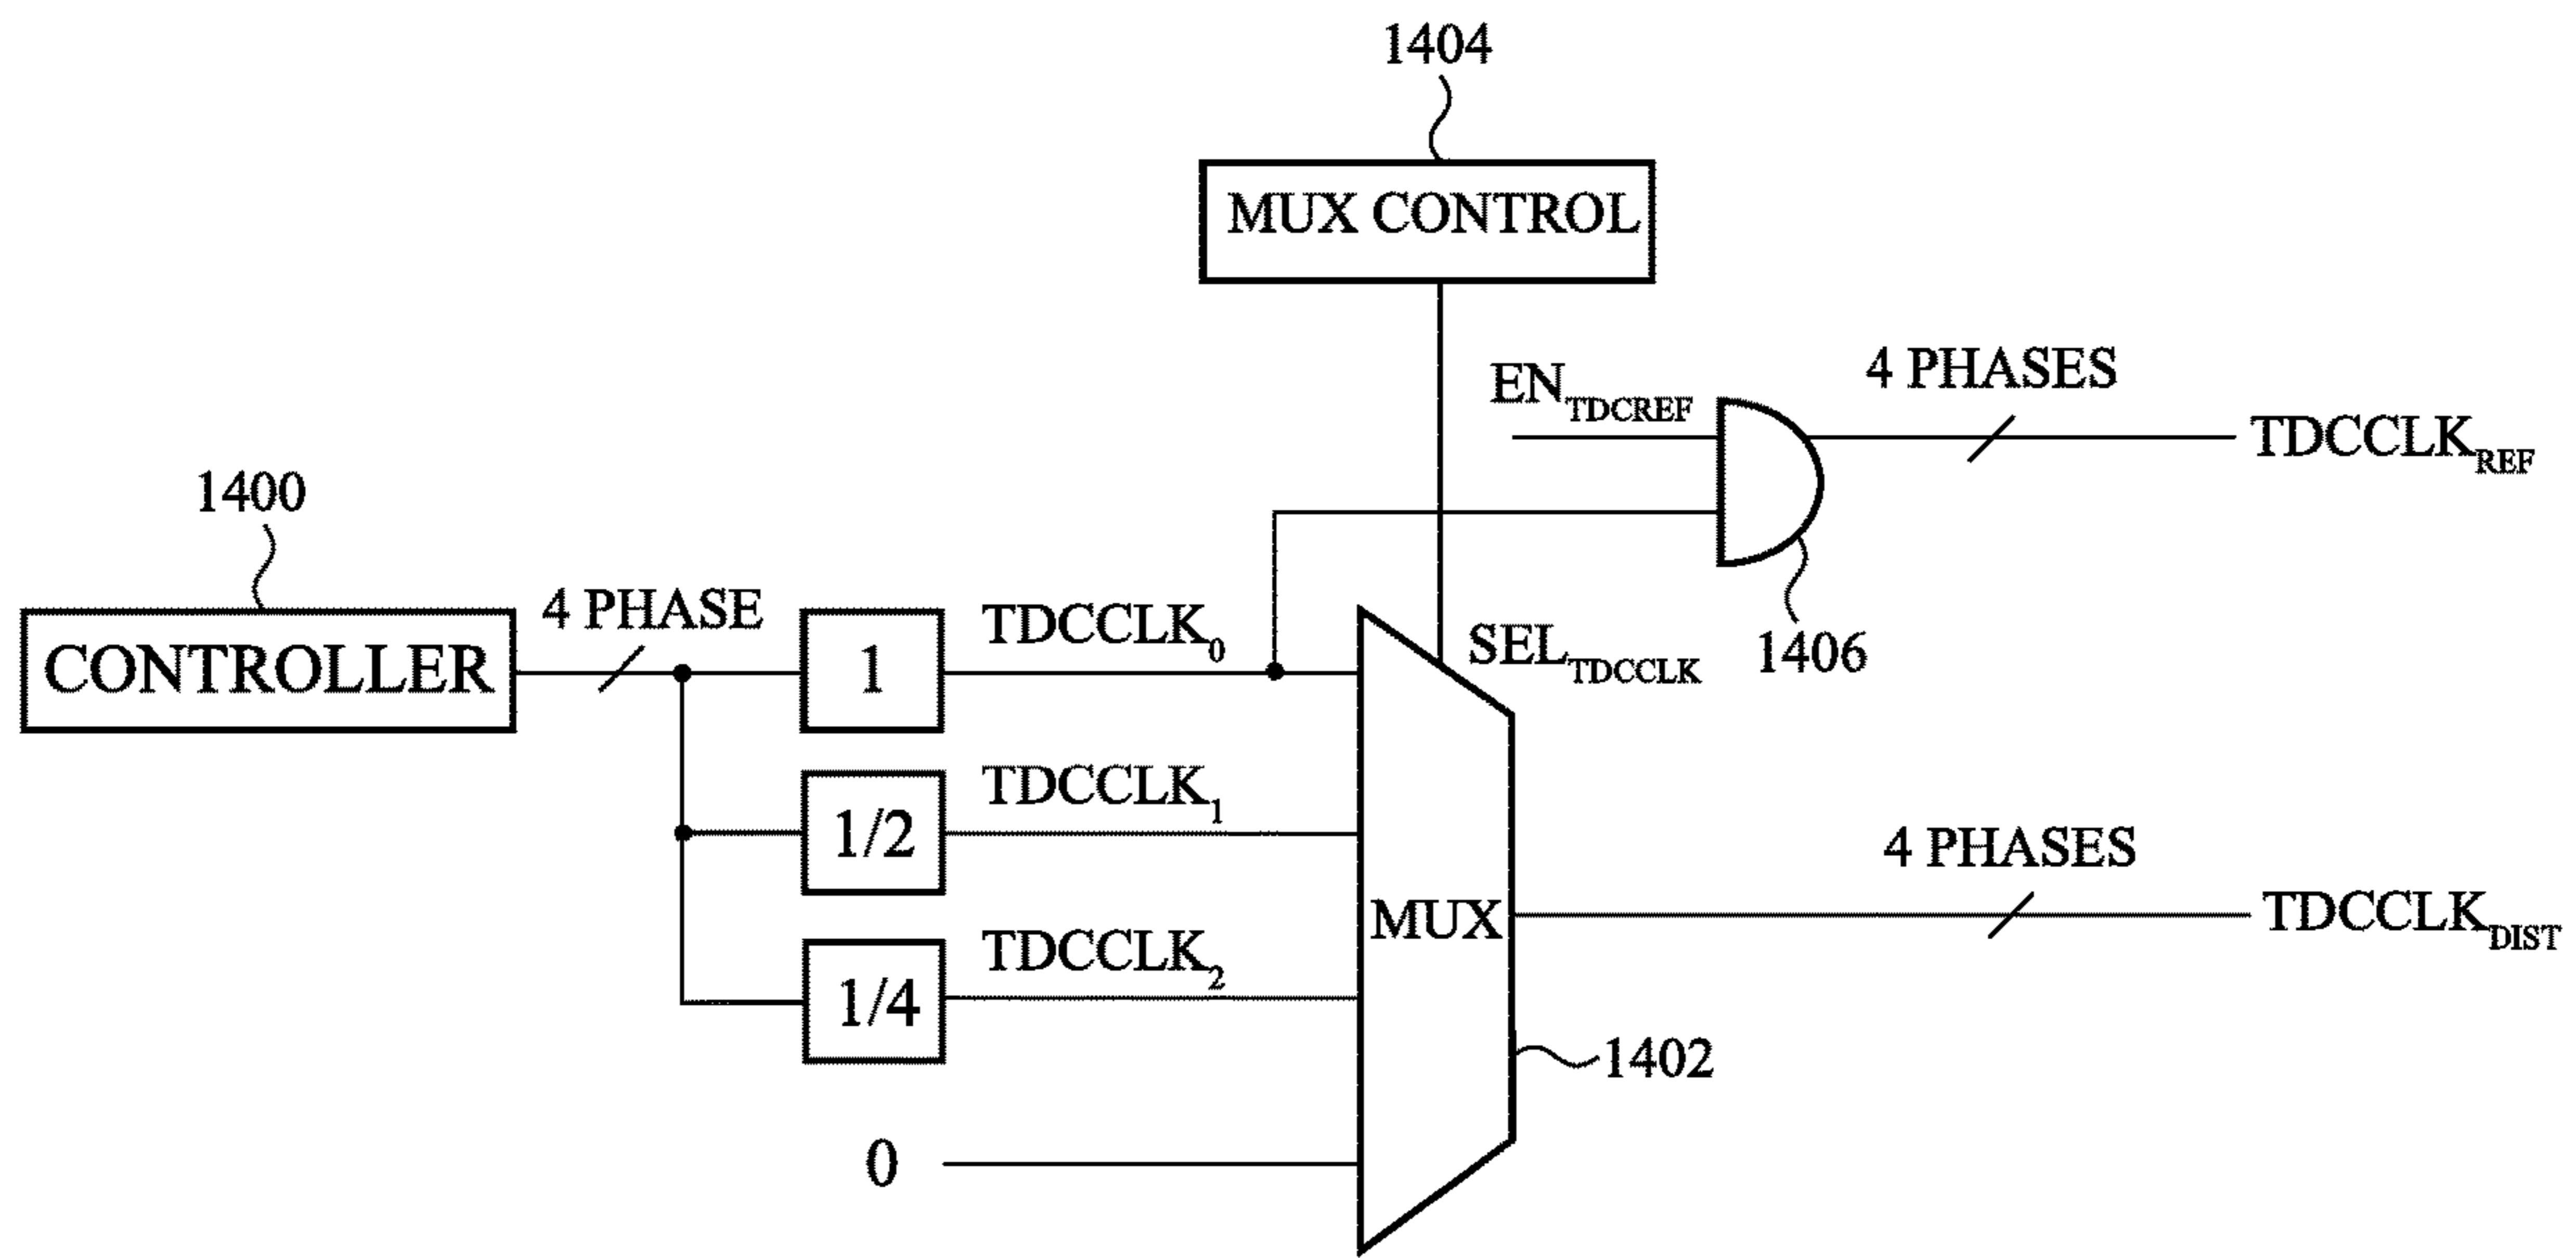 1404
MUX CONTROL
EN_TDCREF
4 PHASES
TDCCLK_REF
1400
CONTROLLER
4 PHASE
1
TDCCLK_0
SEL_TDCCLK
1406
1/2
TDCCLK_1
MUX
4 PHASES
TDCCLK_DIST
1/4
TDCCLK_2
1402
0